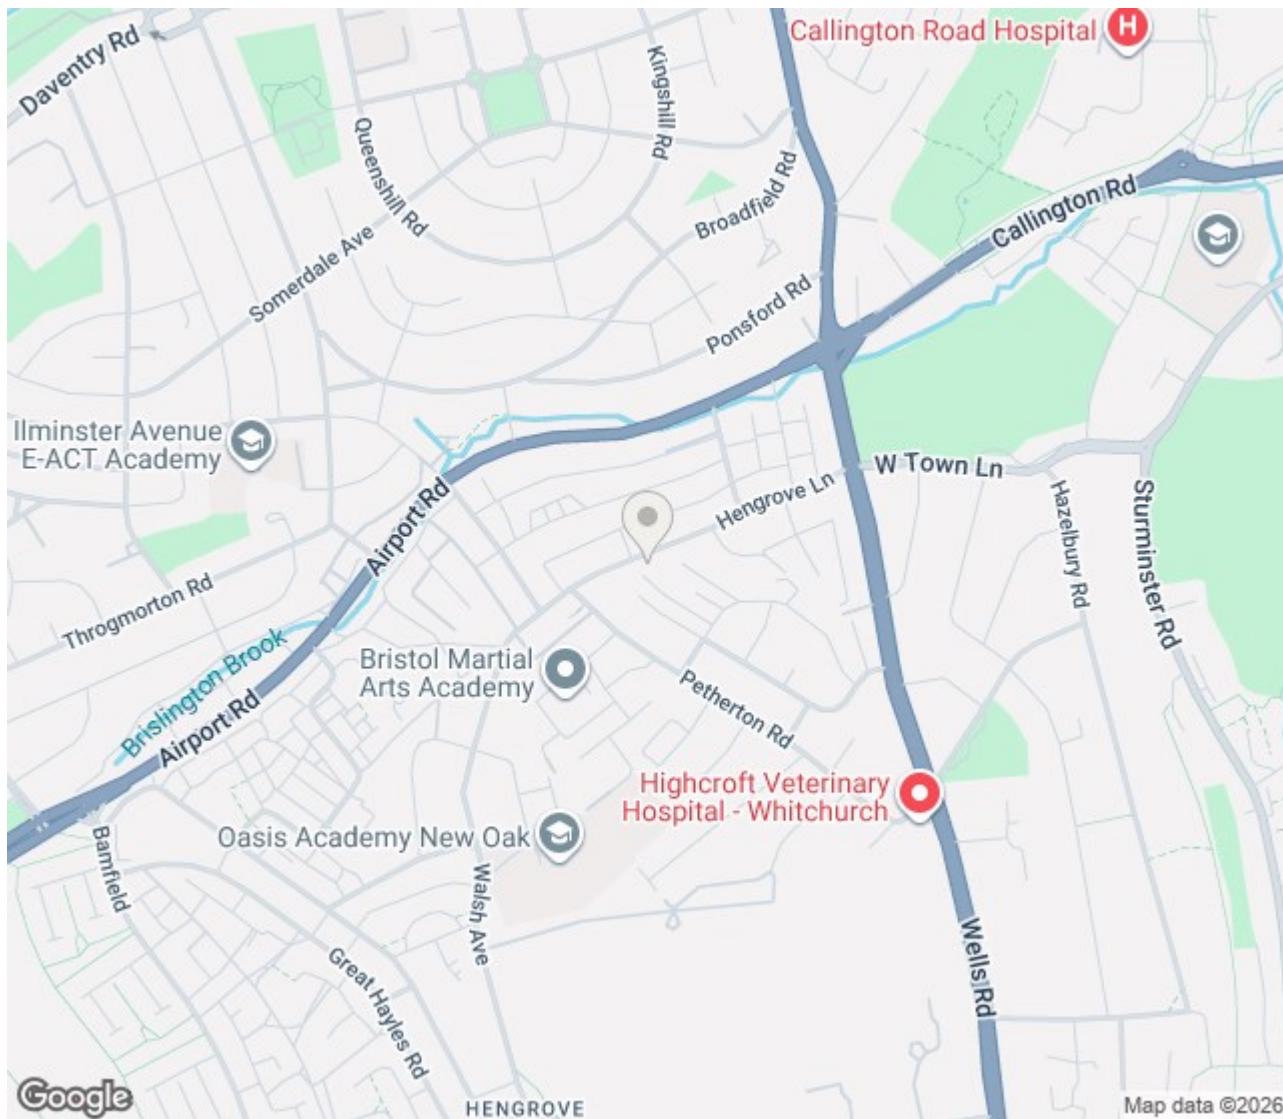 Callington Road Hospital
H
Daventry Rd
Kingshill Rd
Queenshill Rd
Broadfield Rd
Callington Rd
Somerdale Ave
Ponsford Rd
Ilminster Avenue
E-ACT Academy
W Town Ln
Hengrove Ln
Airport Rd
Hazelbury Rd
Sturminster Rd
Throgmorton Rd
Brislington Brook
Bristol Martial
Arts Academy
Airport Rd
Petherton Rd
Highcroft Veterinary
Hospital - Whitchurch
Oasis Academy New Oak
Bamfield
Walsh Ave
Wells Rd
Great Hayles Rd
HENGROVE
Google
Map data ©2026